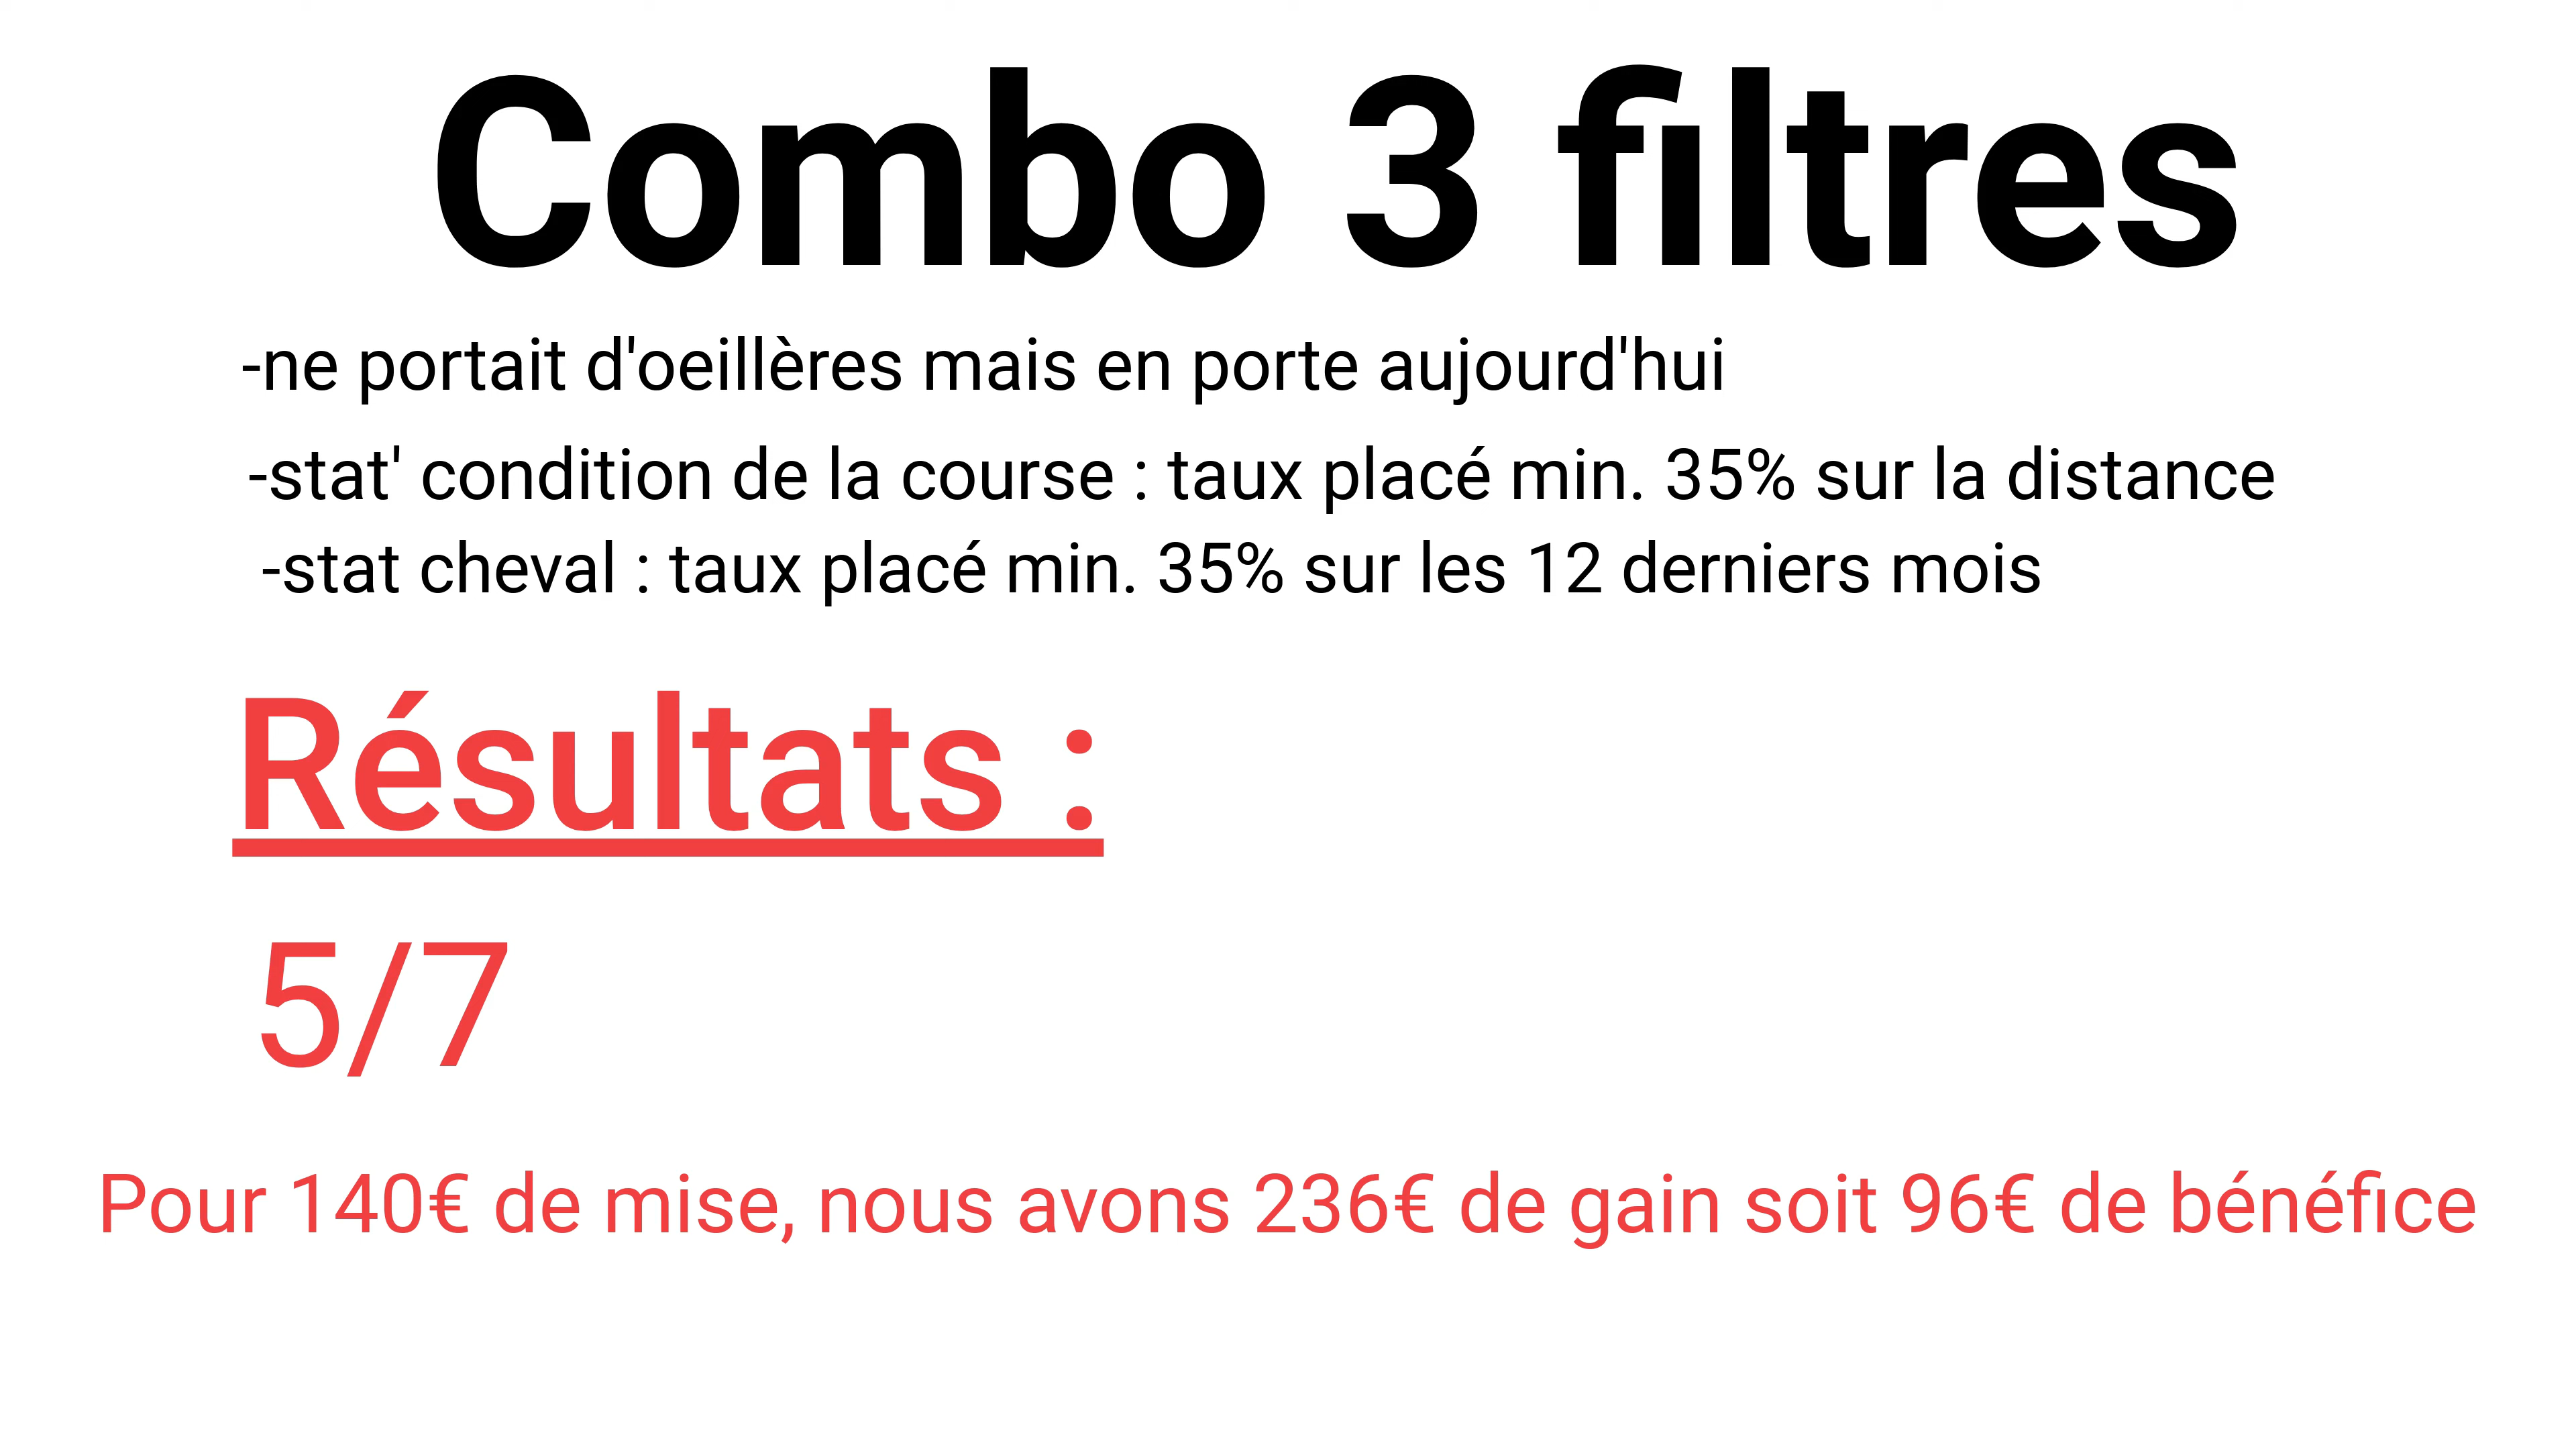 Combo 3 filtres
-ne portait d'oeillères mais en porte aujourd'hui
-stat' condition de la course : taux placé min. 35% sur la distance
-stat cheval : taux placé min. 35% sur les 12 derniers mois
Résultats :
5/7
Pour 140€ de mise, nous avons 236€ de gain soit 96€ de bénéfice